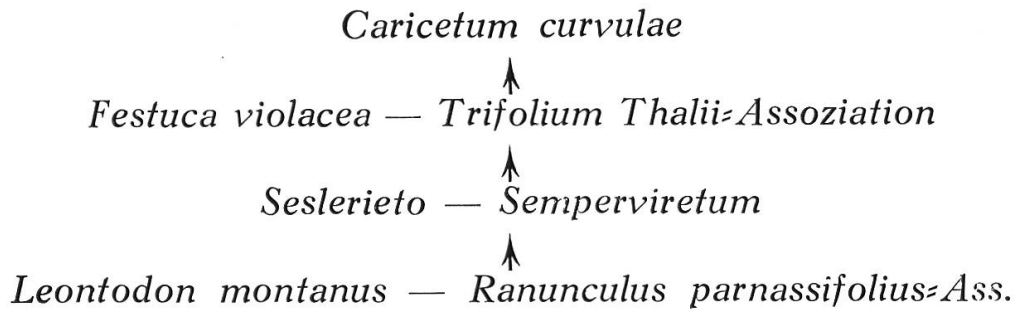 Caricetum curvulae
Festuca violacea — Trifolium Thalii⸗Assoziation
Seslerieto — Semperviretum
Leontodon montanus — Ranunculus parnassifolius⸗Ass.